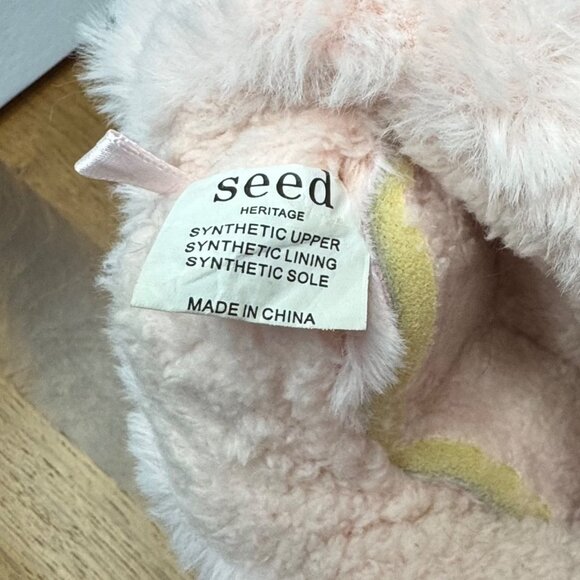 seed
HERITAGE
SYNTHETIC UPPER
SYNTHETIC LINING
SYNTHETIC SOLE
MADE IN CHINA